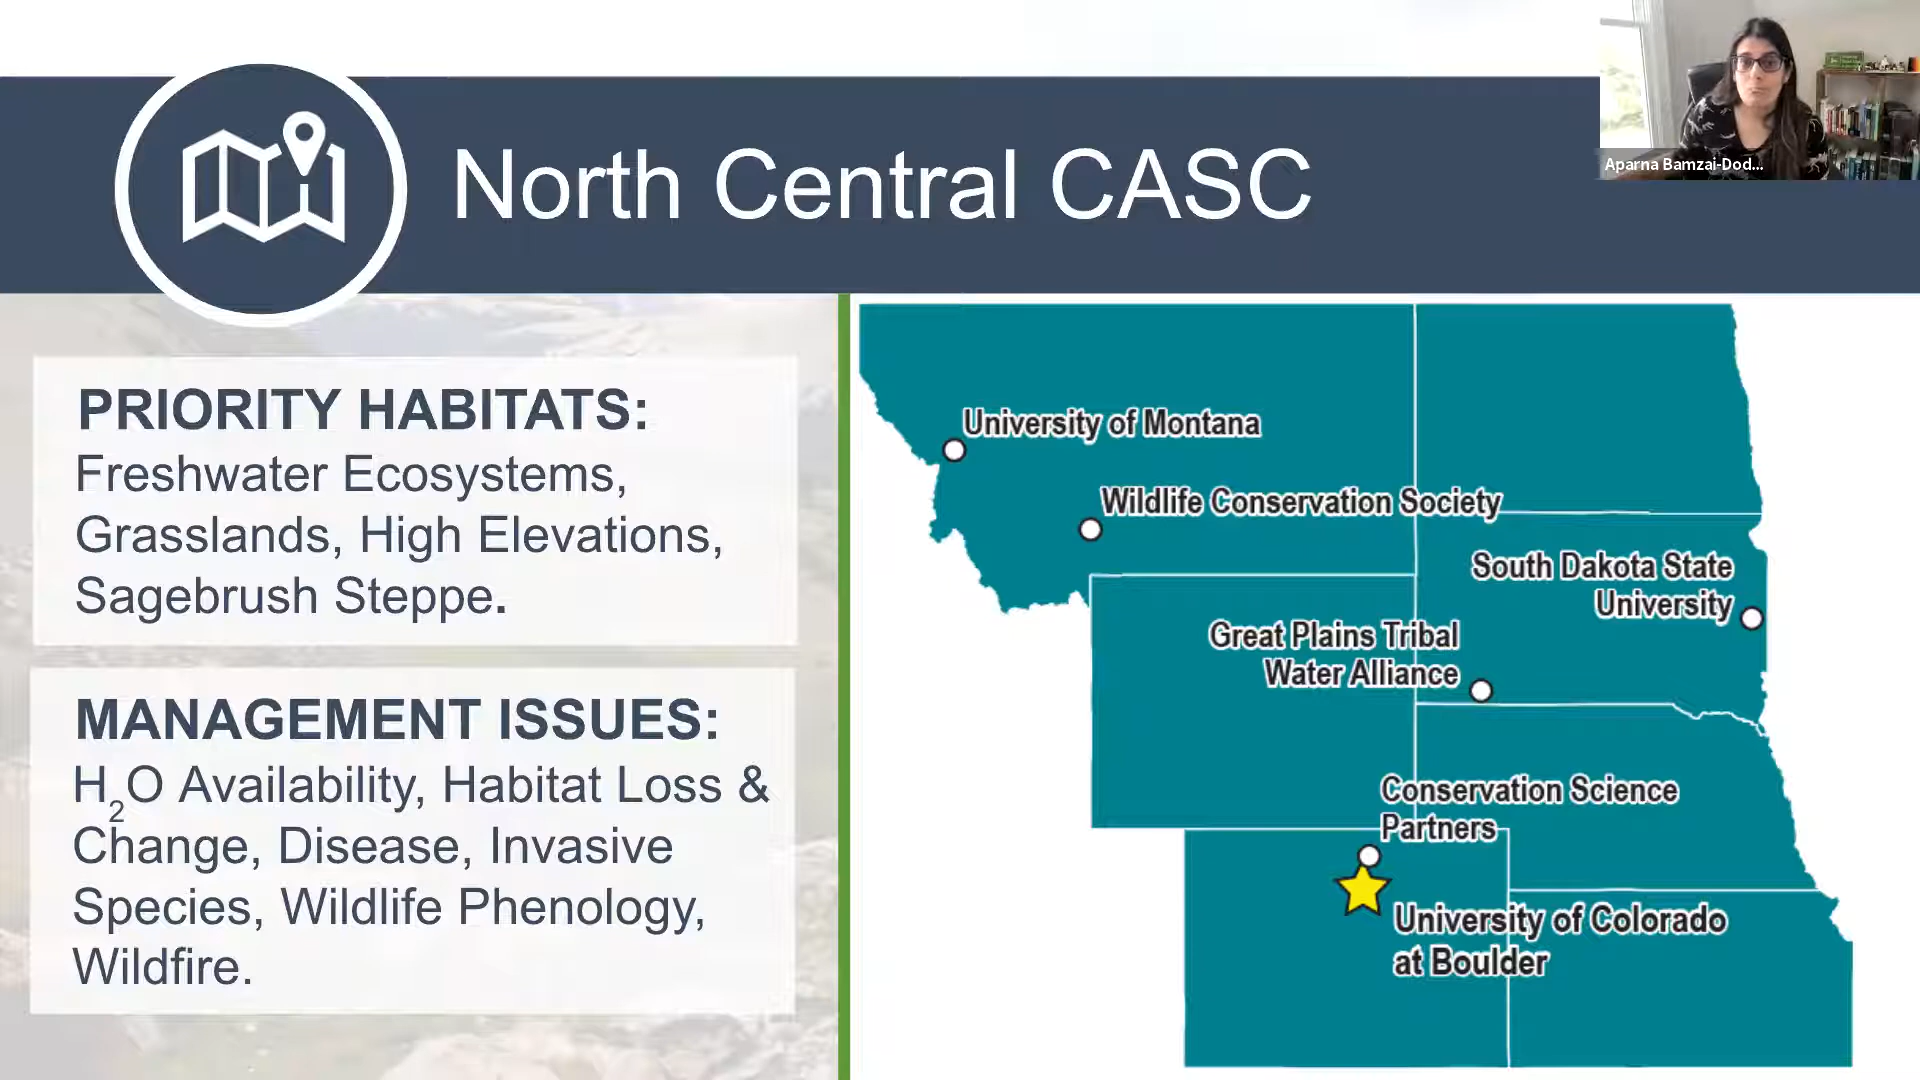 North Central CASC
Aparna Bamzai-Dod...
PRIORITY HABITATS:
Freshwater Ecosystems,
Grasslands, High Elevations,
Sagebrush Steppe.
MANAGEMENT ISSUES:
H₂O Availability, Habitat Loss &
Change, Disease, Invasive
Species, Wildlife Phenology,
Wildfire.
University of Montana
Wildlife Conservation Society
South Dakota State
University
Great Plains Tribal
Water Alliance
Conservation Science
Partners
University of Colorado
at Boulder